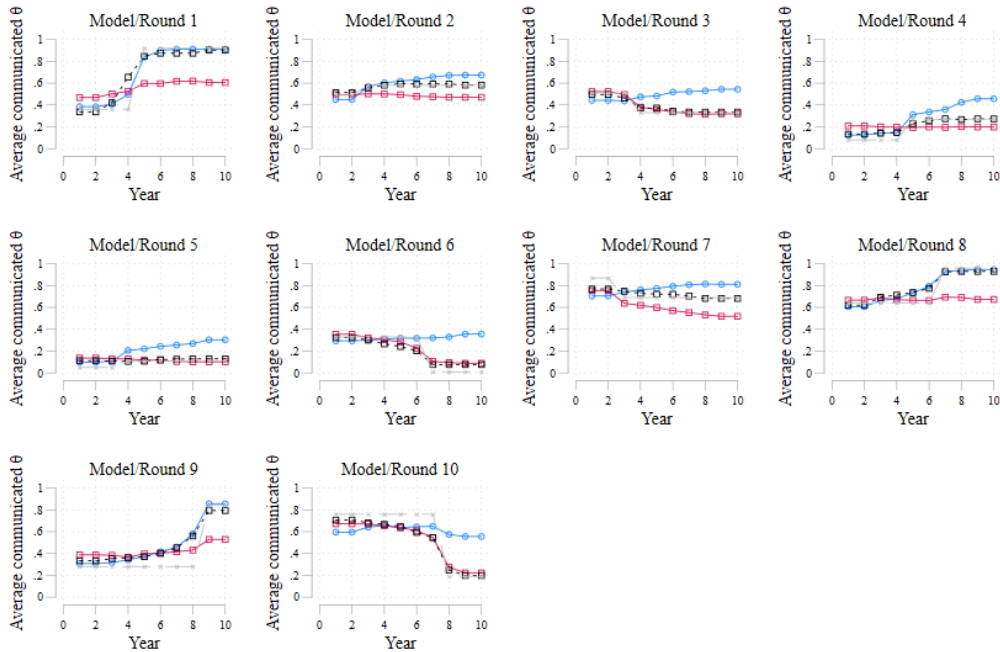 Model/Round 1
Average communicated θ
1
.8
.6
.4
.2
0
0 2 4 6 8 10
Year
Model/Round 2
Average communicated θ
1
.8
.6
.4
.2
0
0 2 4 6 8 10
Year
Model/Round 3
Average communicated θ
1
.8
.6
.4
.2
0
0 2 4 6 8 10
Year
Model/Round 4
Average communicated θ
1
.8
.6
.4
.2
0
0 2 4 6 8 10
Year
Model/Round 5
Average communicated θ
1
.8
.6
.4
.2
0
0 2 4 6 8 10
Year
Model/Round 6
Average communicated θ
1
.8
.6
.4
.2
0
0 2 4 6 8 10
Year
Model/Round 7
Average communicated θ
1
.8
.6
.4
.2
0
0 2 4 6 8 10
Year
Model/Round 8
Average communicated θ
1
.8
.6
.4
.2
0
0 2 4 6 8 10
Year
Model/Round 9
Average communicated θ
1
.8
.6
.4
.2
0
0 2 4 6 8 10
Year
Model/Round 10
Average communicated θ
1
.8
.6
.4
.2
0
0 2 4 6 8 10
Year